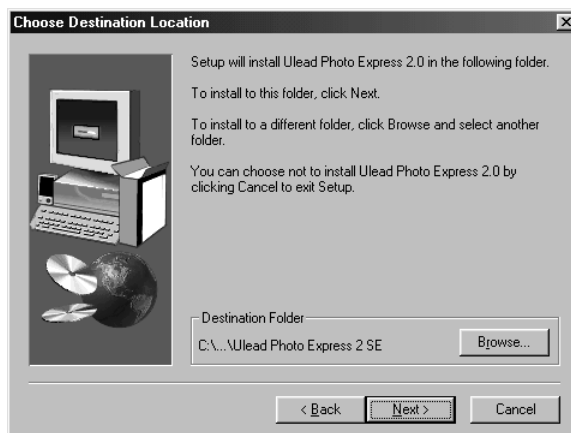 Choose Destination Location
Setup will install Ulead Photo Express 2.0 in the following folder.
To install to this folder, click Next.
To install to a different folder, click Browse and select another
folder.
You can choose not to install Ulead Photo Express 2.0 by
clicking Cancel to exit Setup.
Destination Folder
C:\...\Ulead Photo Express 2 SE
Browse...
< Back
Next >
Cancel